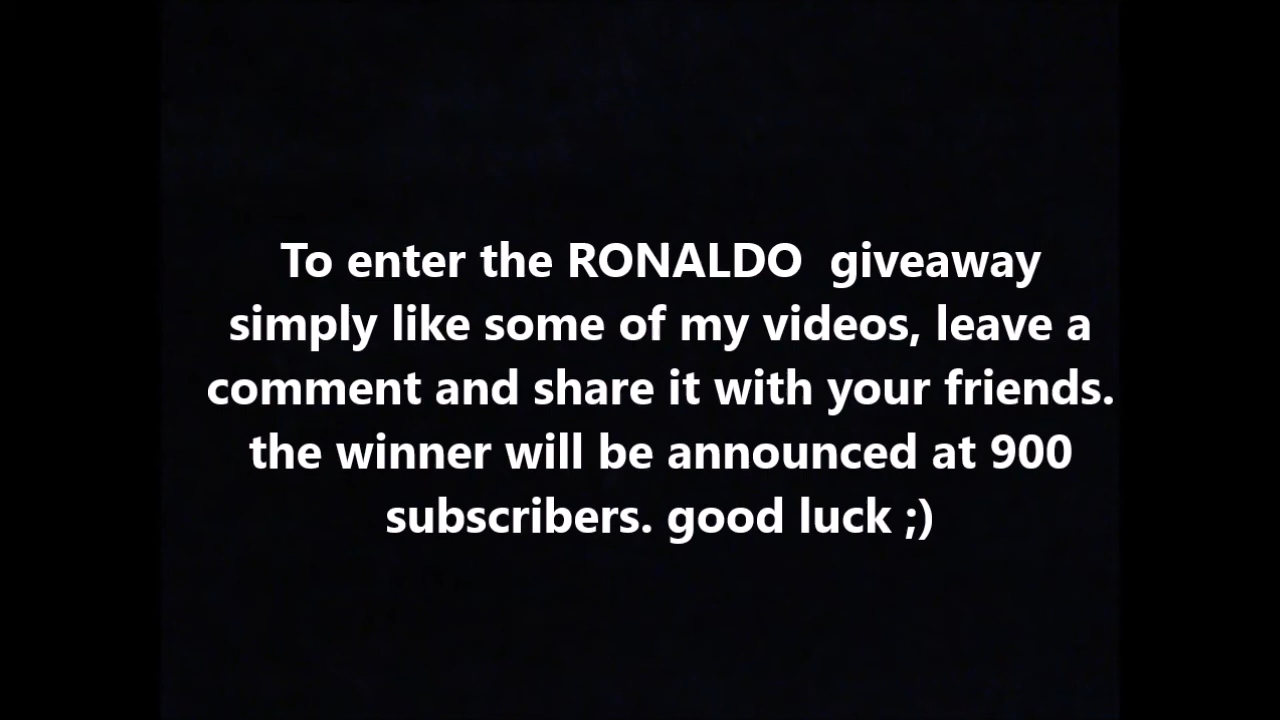 To enter the RONALDO  giveaway
simply like some of my videos, leave a
comment and share it with your friends.
the winner will be announced at 900
subscribers. good luck ;)